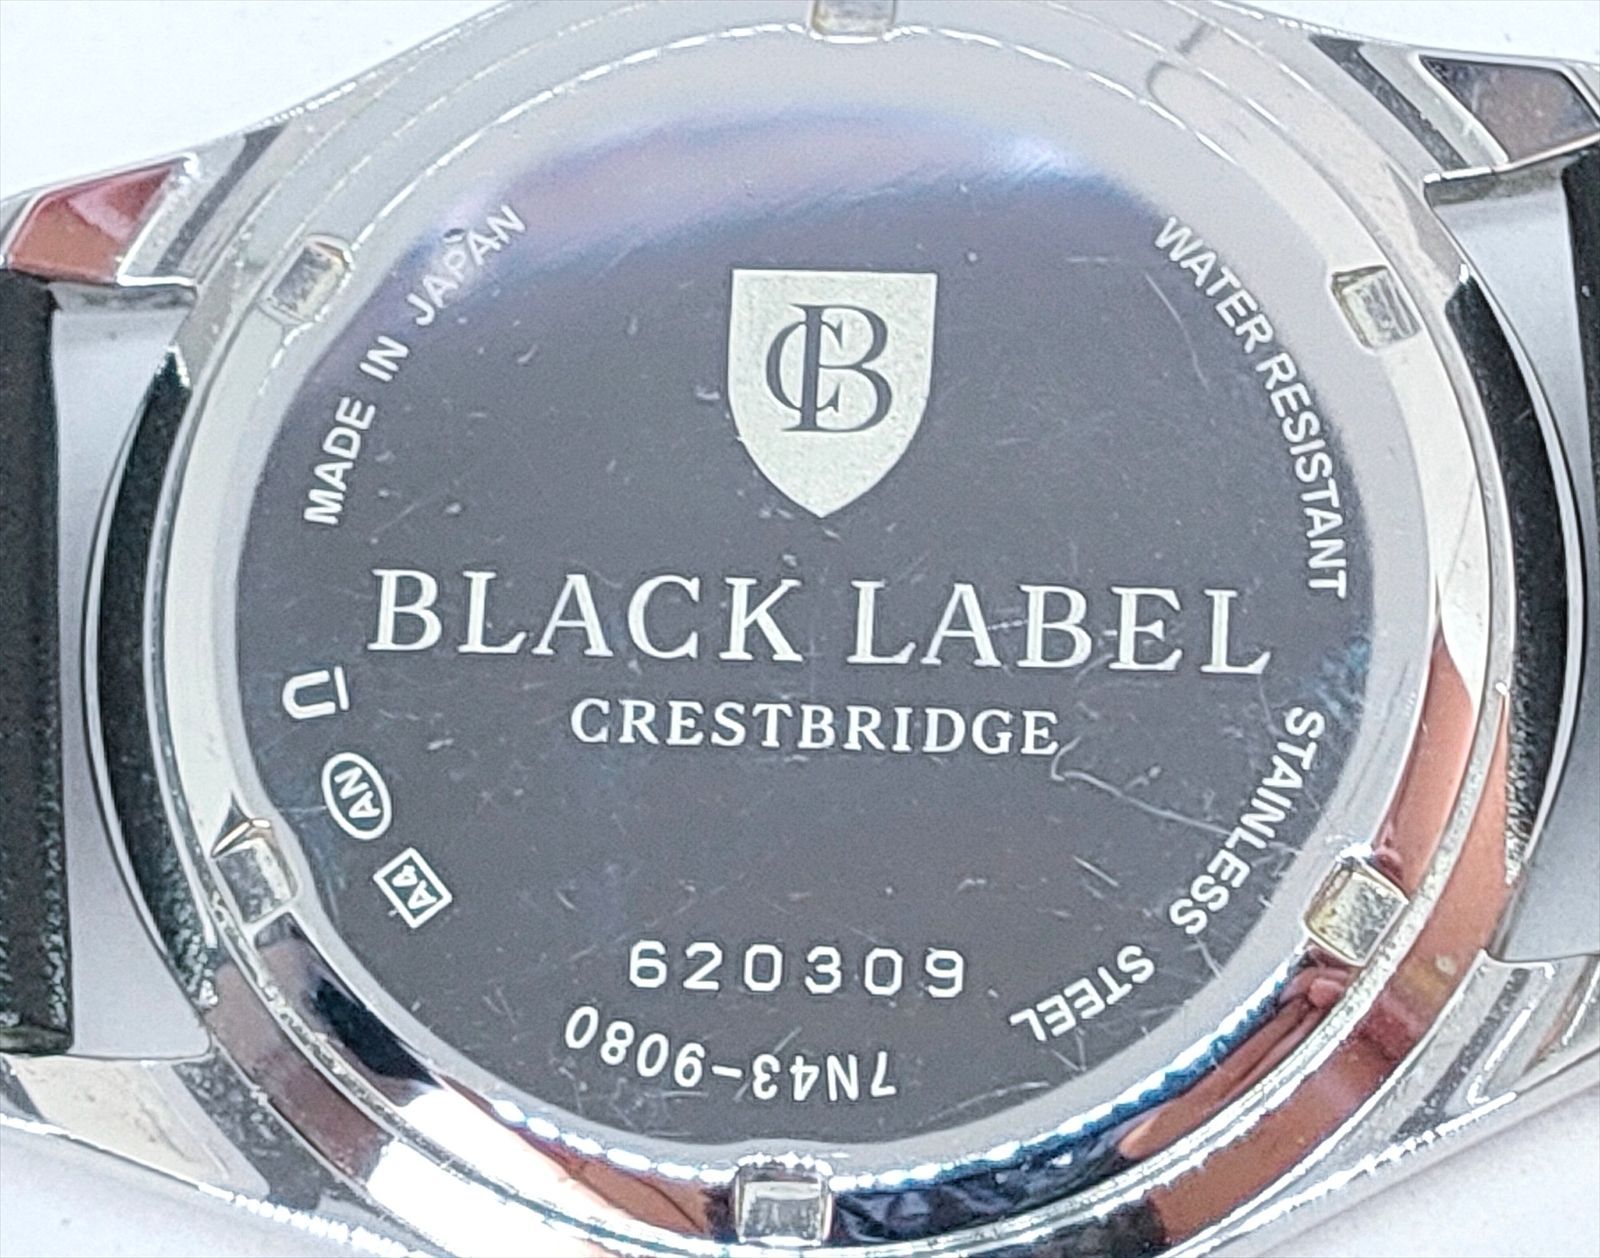 CB
MADE IN JAPAN
WATER RESISTANT
BLACK LABEL
CRESTBRIDGE
AN
A4
STAINLESS STEEL
620309
7N43-9080